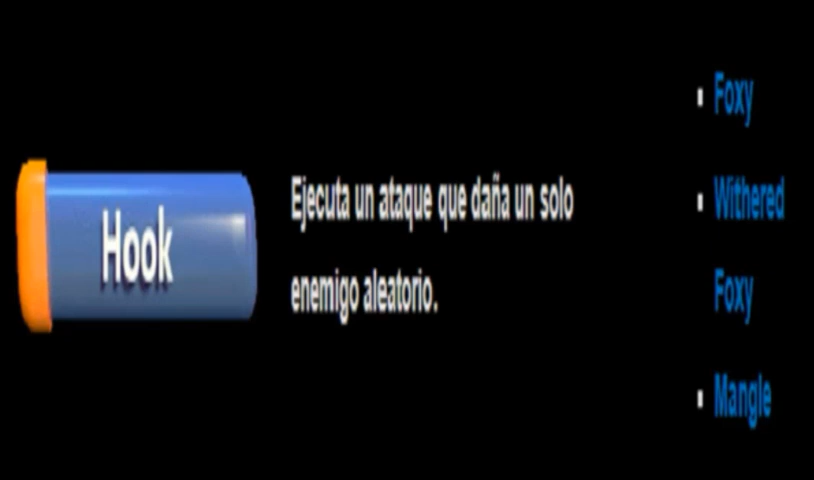 Hook
Ejecuta un ataque que daña un solo
enemigo aleatorio.
Foxy
Withered
Foxy
Mangle